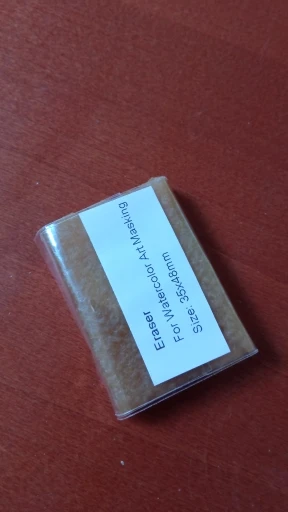 Eraser
For Watercolor Art Masking
Size: 35x48mm